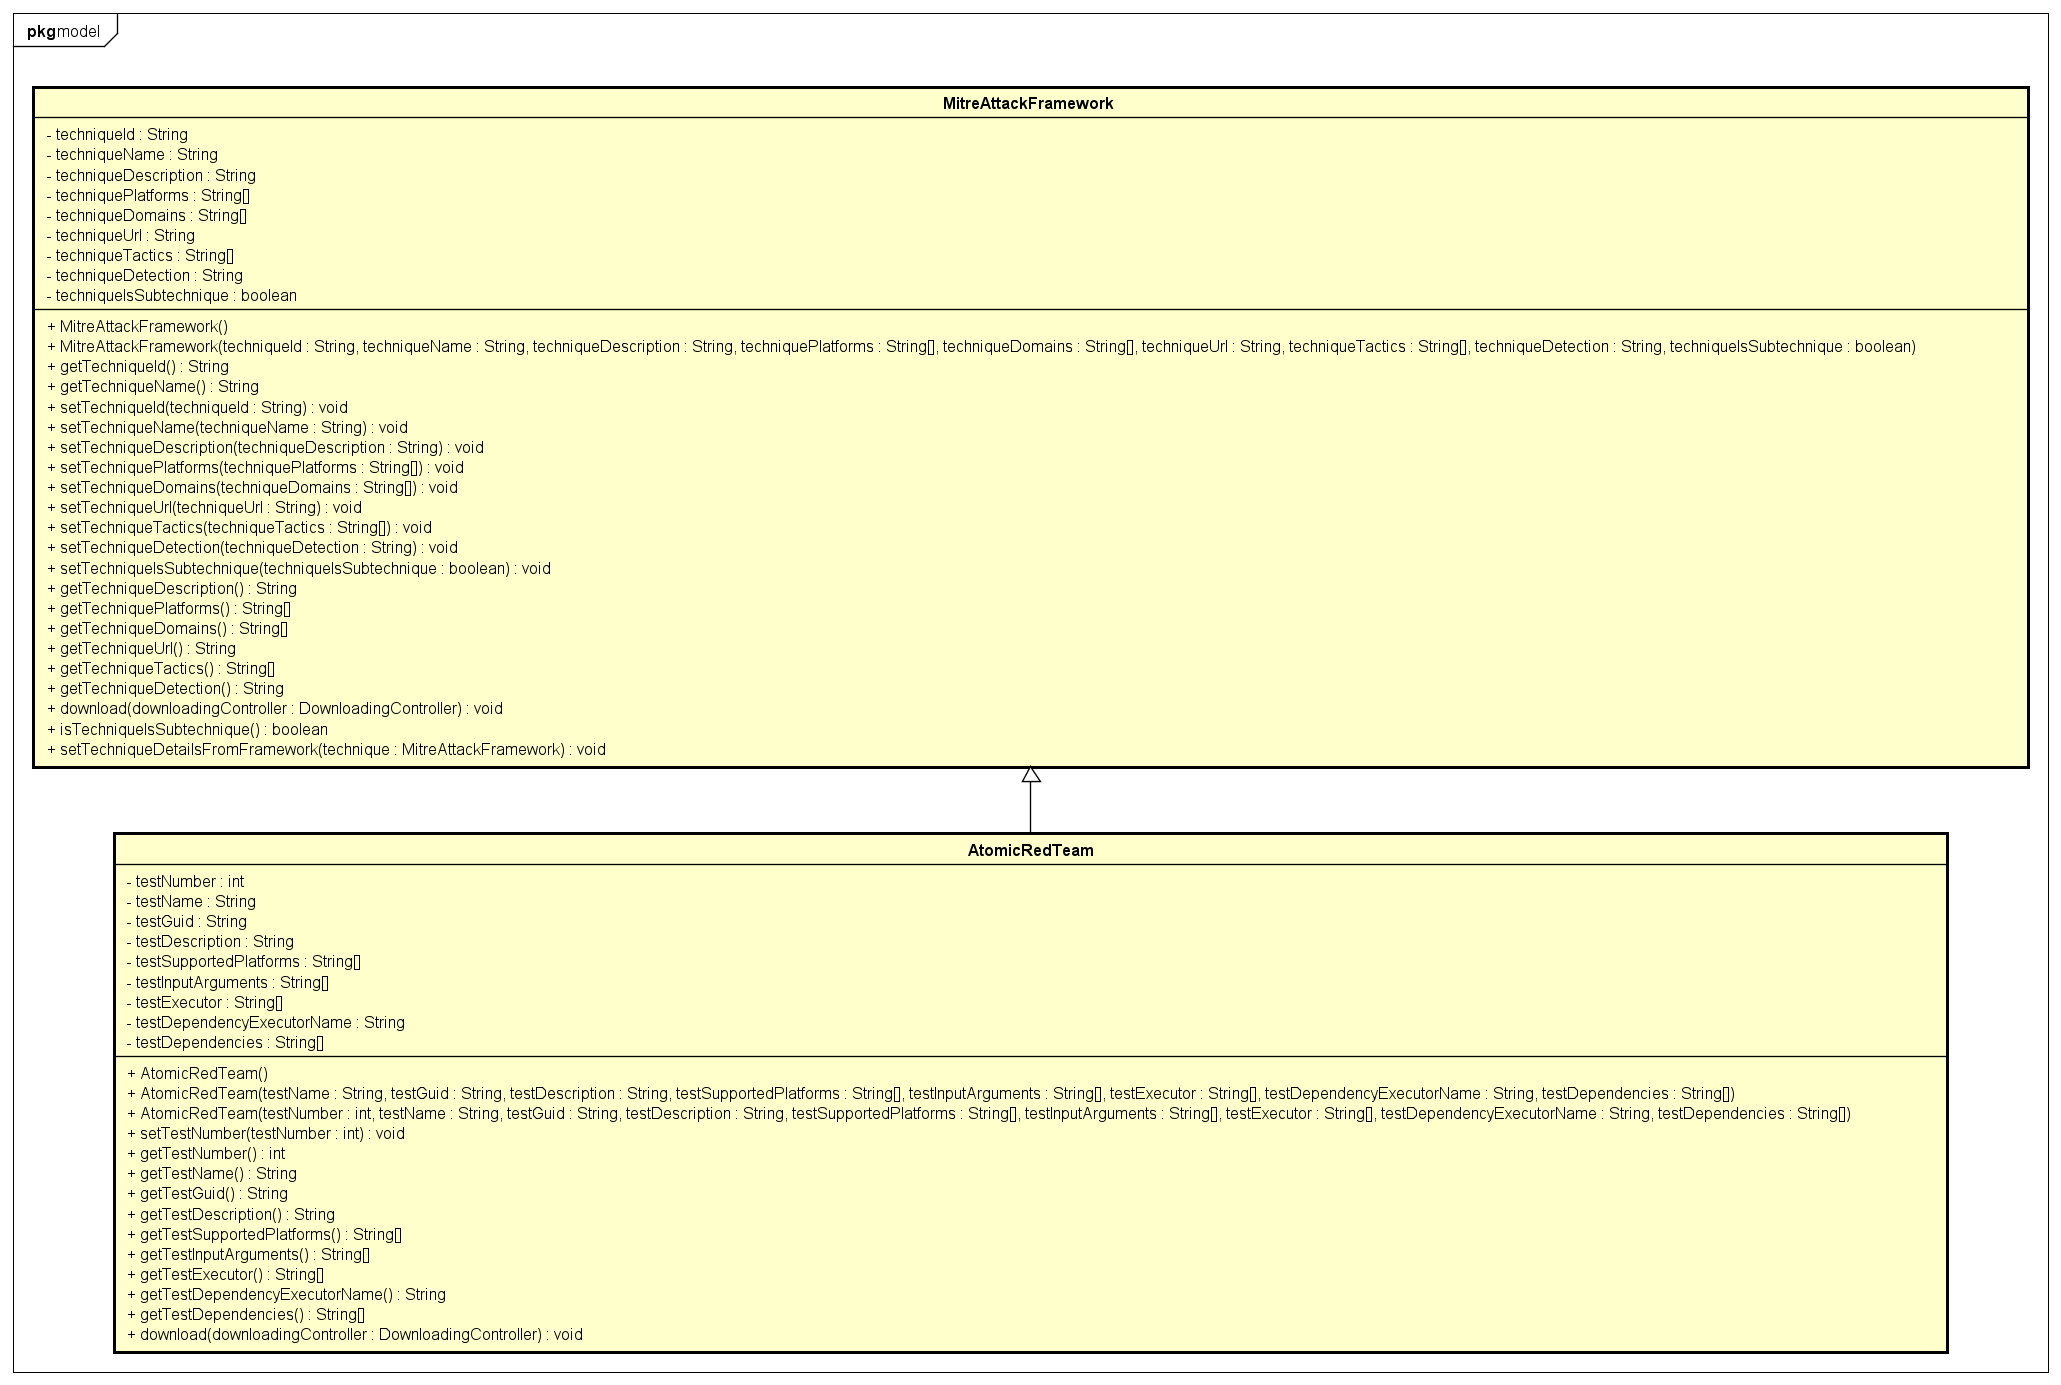 pkg model
MitreAttackFramework
- techniqueId : String
- techniqueName : String
- techniqueDescription : String
- techniquePlatforms : String[]
- techniqueDomains : String[]
- techniqueUrl : String
- techniqueTactics : String[]
- techniqueDetection : String
- techniqueIsSubtechnique : boolean
+ MitreAttackFramework()
+ MitreAttackFramework(techniqueId : String, techniqueName : String, techniqueDescription : String, techniquePlatforms : String[], techniqueDomains : String[], techniqueUrl : String, techniqueTactics : String[], techniqueDetection : String, techniqueIsSubtechnique : boolean)
+ getTechniqueId() : String
+ getTechniqueName() : String
+ setTechniqueId(techniqueId : String) : void
+ setTechniqueName(techniqueName : String) : void
+ setTechniqueDescription(techniqueDescription : String) : void
+ setTechniquePlatforms(techniquePlatforms : String[]) : void
+ setTechniqueDomains(techniqueDomains : String[]) : void
+ setTechniqueUrl(techniqueUrl : String) : void
+ setTechniqueTactics(techniqueTactics : String[]) : void
+ setTechniqueDetection(techniqueDetection : String) : void
+ setTechniqueIsSubtechnique(techniqueIsSubtechnique : boolean) : void
+ getTechniqueDescription() : String
+ getTechniquePlatforms() : String[]
+ getTechniqueDomains() : String[]
+ getTechniqueUrl() : String
+ getTechniqueTactics() : String[]
+ getTechniqueDetection() : String
+ download(downloadingController : DownloadingController) : void
+ isTechniqueIsSubtechnique() : boolean
+ setTechniqueDetailsFromFramework(technique : MitreAttackFramework) : void
AtomicRedTeam
- testNumber : int
- testName : String
- testGuid : String
- testDescription : String
- testSupportedPlatforms : String[]
- testInputArguments : String[]
- testExecutor : String[]
- testDependencyExecutorName : String
- testDependencies : String[]
+ AtomicRedTeam()
+ AtomicRedTeam(testName : String, testGuid : String, testDescription : String, testSupportedPlatforms : String[], testInputArguments : String[], testExecutor : String[], testDependencyExecutorName : String, testDependencies : String[])
+ AtomicRedTeam(testNumber : int, testName : String, testGuid : String, testDescription : String, testSupportedPlatforms : String[], testInputArguments : String[], testExecutor : String[], testDependencyExecutorName : String, testDependencies : String[])
+ setTestNumber(testNumber : int) : void
+ getTestNumber() : int
+ getTestName() : String
+ getTestGuid() : String
+ getTestDescription() : String
+ getTestSupportedPlatforms() : String[]
+ getTestInputArguments() : String[]
+ getTestExecutor() : String[]
+ getTestDependencyExecutorName() : String
+ getTestDependencies() : String[]
+ download(downloadingController : DownloadingController) : void